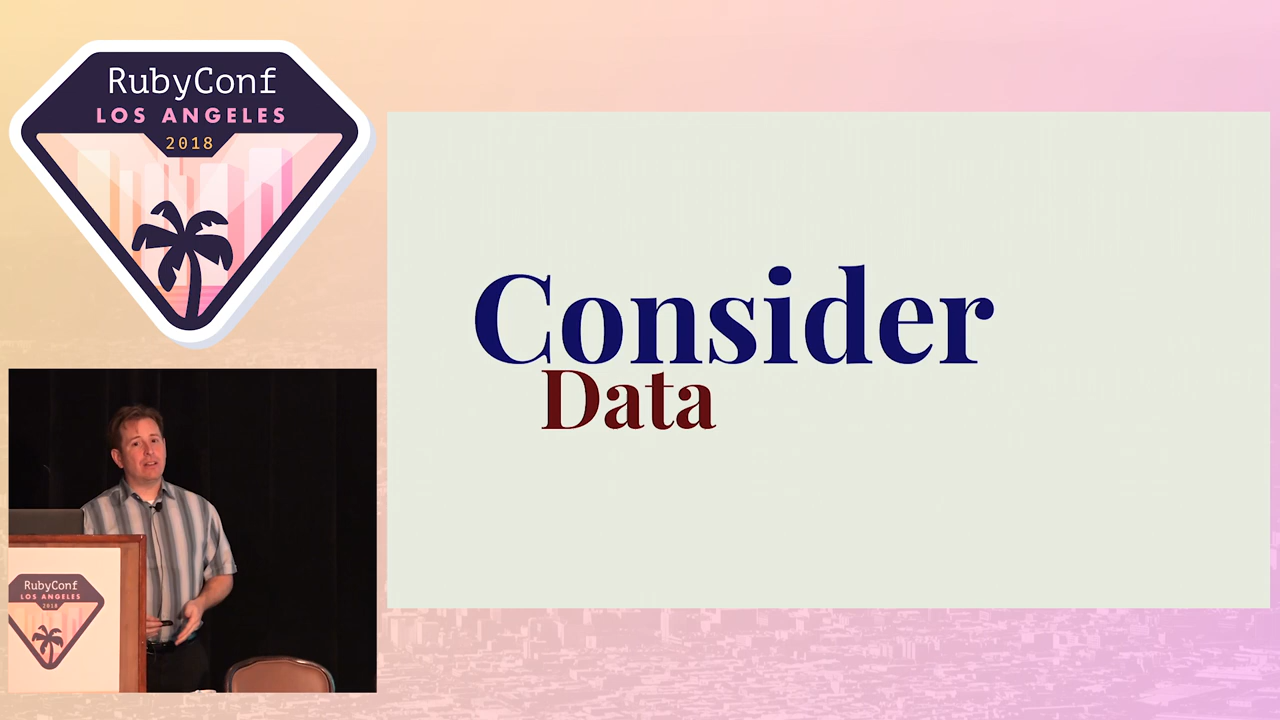 RubyConf
LOS ANGELES
2018
Consider
Data
RubyConf
LOS ANGELES
2018